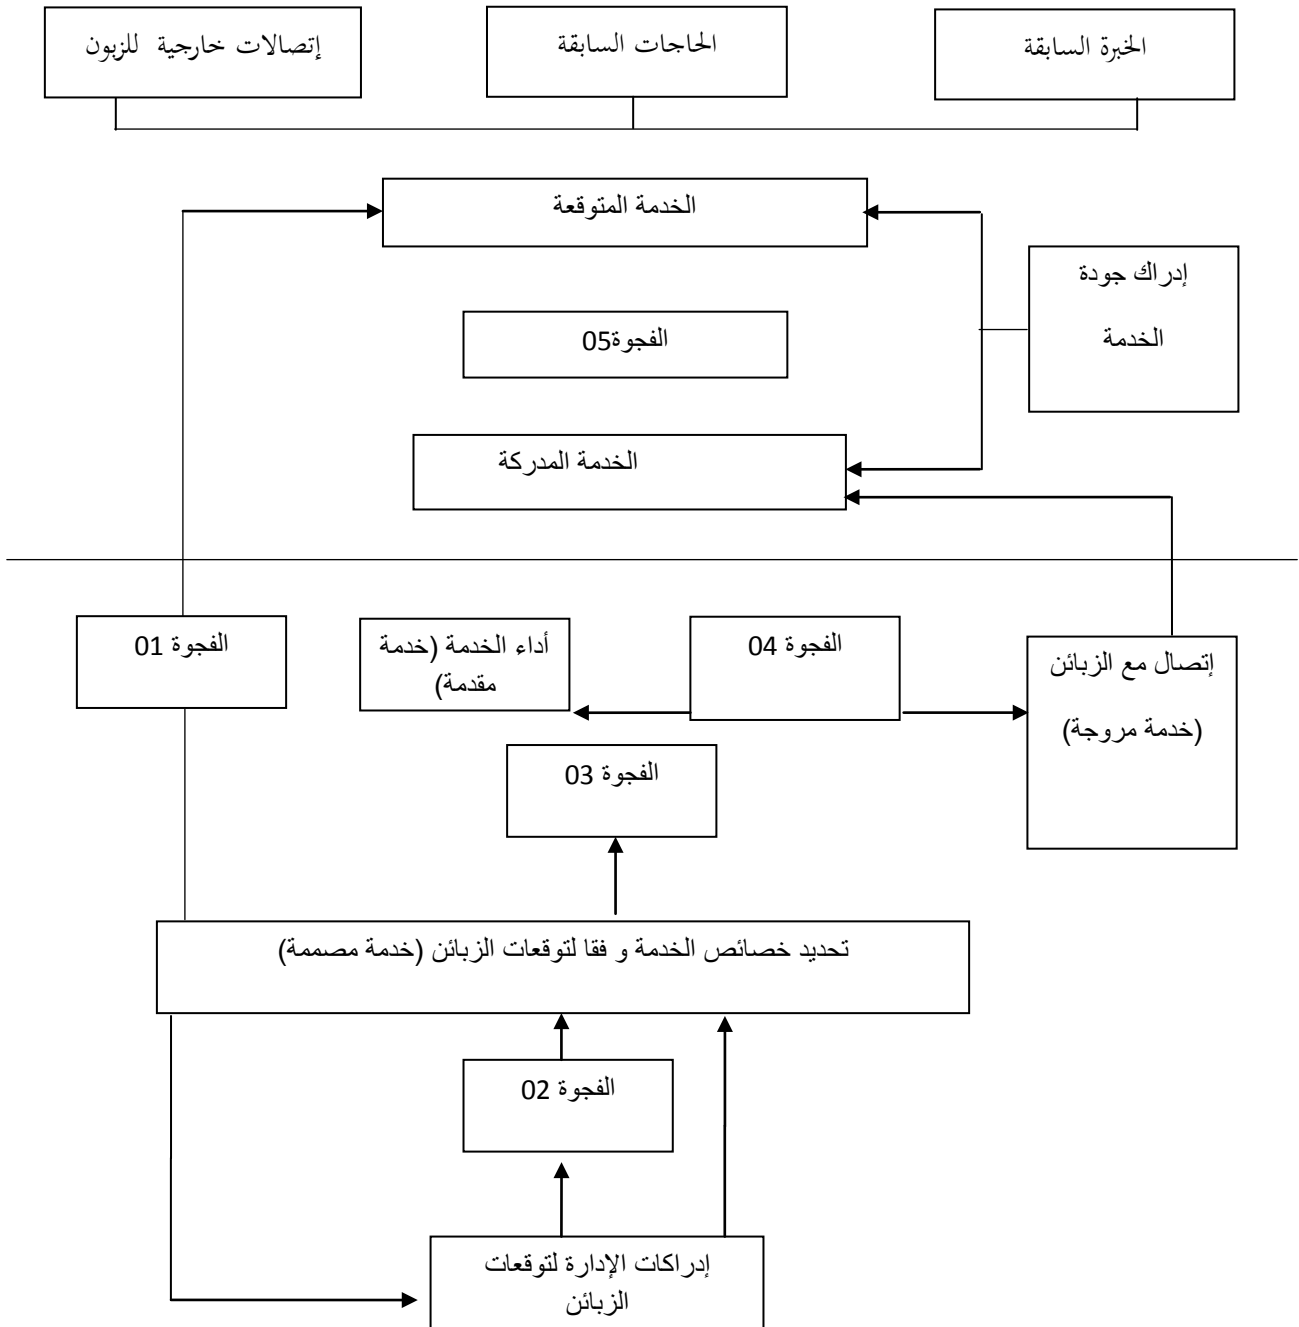 الخبرة السابقة
الحاجات السابقة
إتصالات خارجية للزبون
الخدمة المتوقعة
إدراك جودة
الخدمة
الفجوة05
الخدمة المدركة
الفجوة 01
أداء الخدمة (خدمة
مقدمة)
الفجوة 04
إتصال مع الزبائن
(خدمة مروجة)
الفجوة 03
تحديد خصائص الخدمة و فقا لتوقعات الزبائن (خدمة مصممة)
الفجوة 02
إدراكات الإدارة لتوقعات
الزبائن